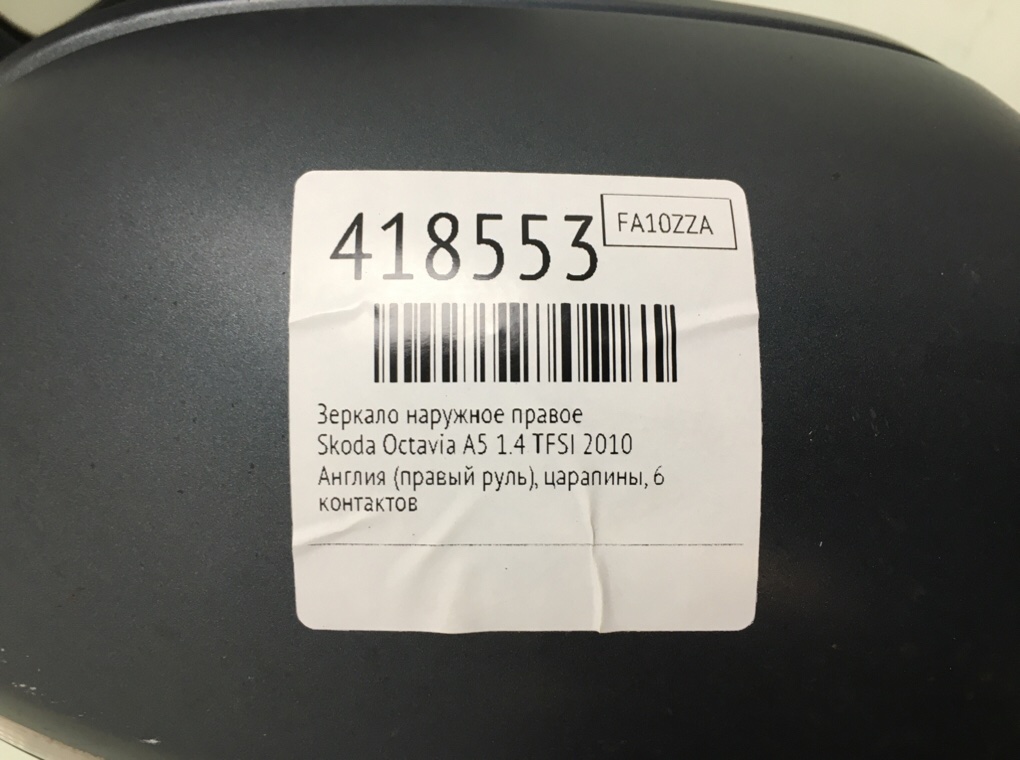 418553
FA10ZZA
Зеркало наружное правое
Skoda Octavia A5 1.4 TFSI 2010
Англия (правый руль), царапины, 6
контактов